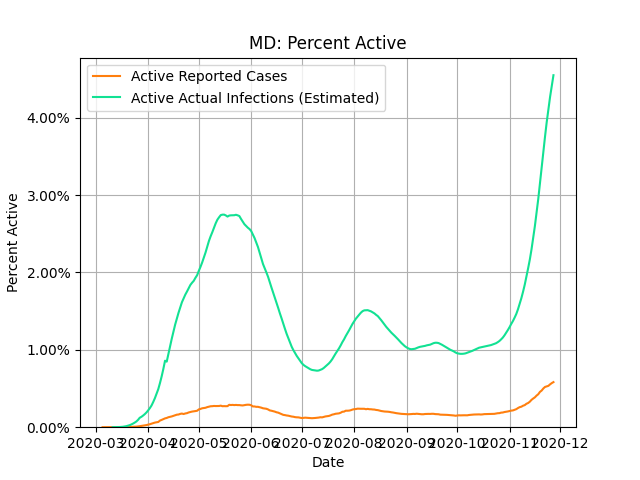 MD: Percent Active
Active Reported Cases
Active Actual Infections (Estimated)
4.00%
3.00%
2.00%
1.00%
0.00%
Percent Active
2020-03 2020-04 2020-05 2020-06 2020-07 2020-08 2020-09 2020-10 2020-11 2020-12
Date